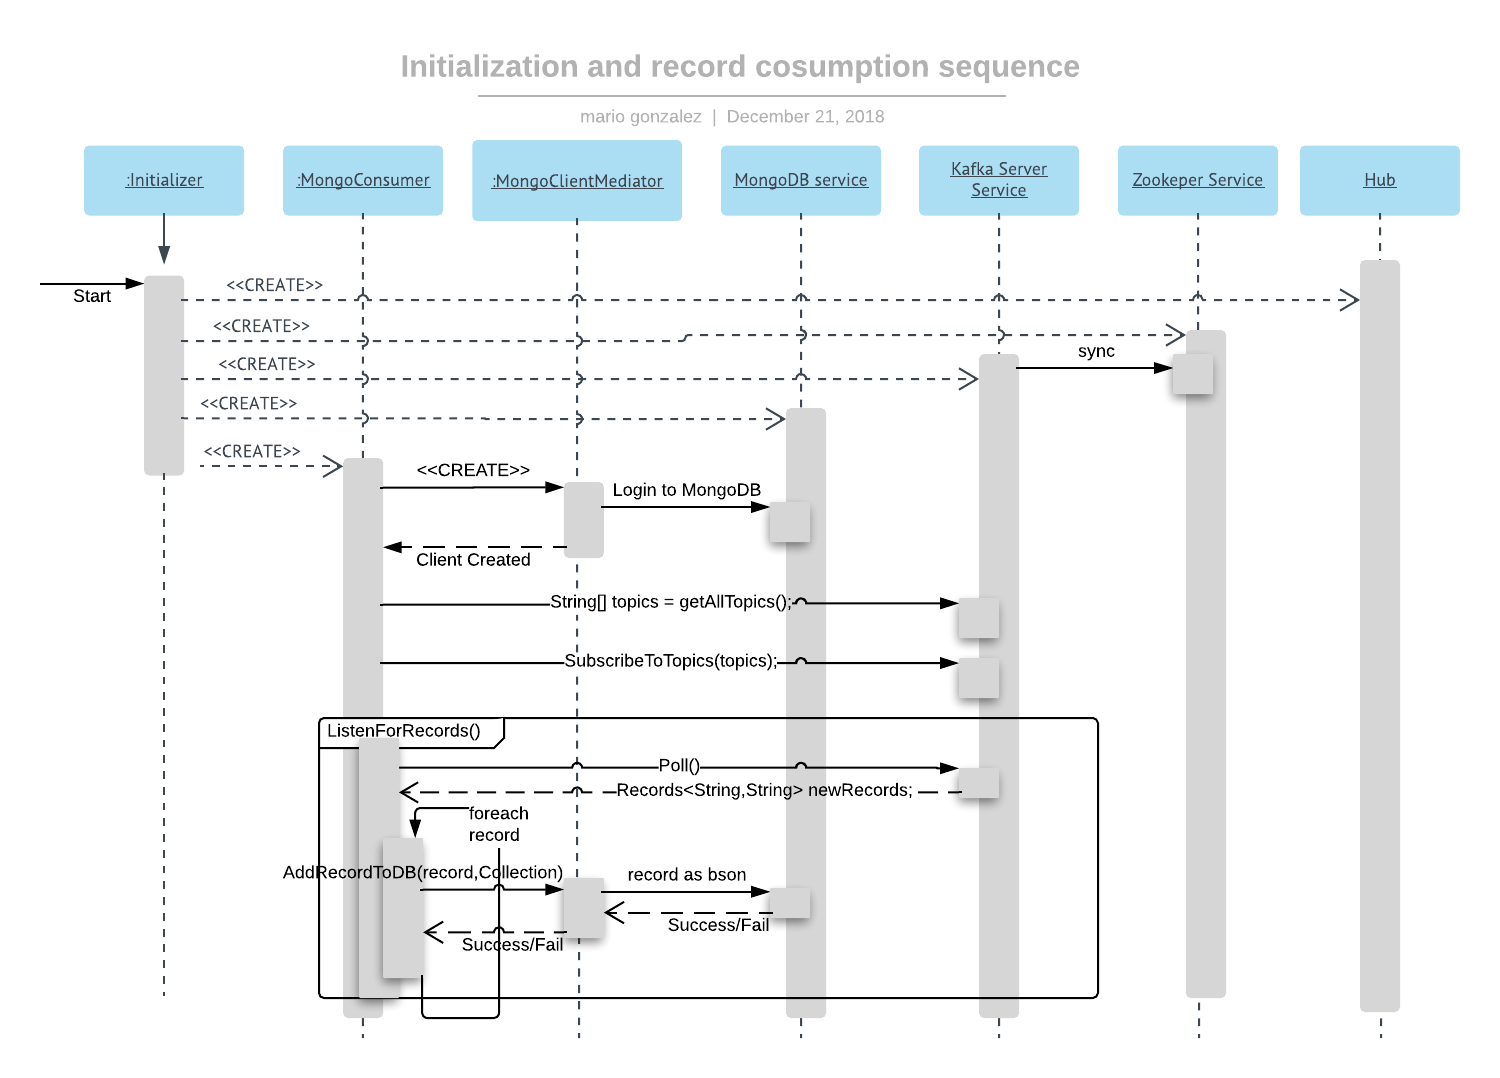 Initialization and record cosumption sequence
mario gonzalez | December 21, 2018
:Initializer
:MongoConsumer
:MongoClientMediator
MongoDB service
Kafka Server
Service
Zookeper Service
Hub
Start
<<CREATE>>
<<CREATE>>
<<CREATE>>
sync
<<CREATE>>
<<CREATE>>
<<CREATE>>
Login to MongoDB
Client Created
String[] topics = getAllTopics();
SubscribeToTopics(topics);
ListenForRecords()
Poll()
Records<String,String> newRecords;
foreach
record
AddRecordToDB(record,Collection)
record as bson
Success/Fail
Success/Fail